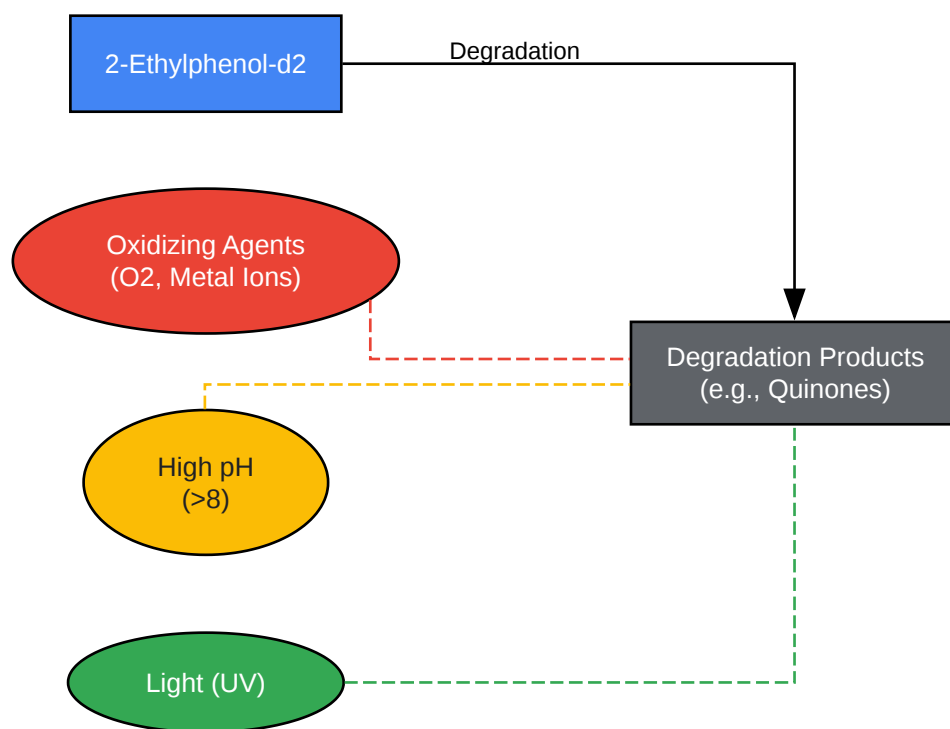 2-Ethylphenol-d2
Degradation
Oxidizing Agents
(O2, Metal Ions)
Degradation Products
(e.g., Quinones)
High pH
(>8)
Light (UV)